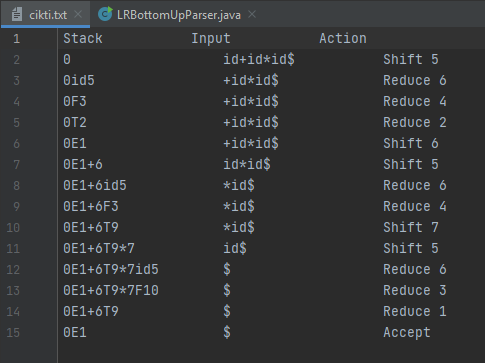 cikti.txt LRBottomUpParser.java
1 Stack Input Action
2 0 id+id*id$ Shift 5
3 0id5 +id*id$ Reduce 6
4 0F3 +id*id$ Reduce 4
5 0T2 +id*id$ Reduce 2
6 0E1 +id*id$ Shift 6
7 0E1+6 id*id$ Shift 5
8 0E1+6id5 *id$ Reduce 6
9 0E1+6F3 *id$ Reduce 4
10 0E1+6T9 *id$ Shift 7
11 0E1+6T9*7 id$ Shift 5
12 0E1+6T9*7id5 $ Reduce 6
13 0E1+6T9*7F10 $ Reduce 3
14 0E1+6T9 $ Reduce 1
15 0E1 $ Accept